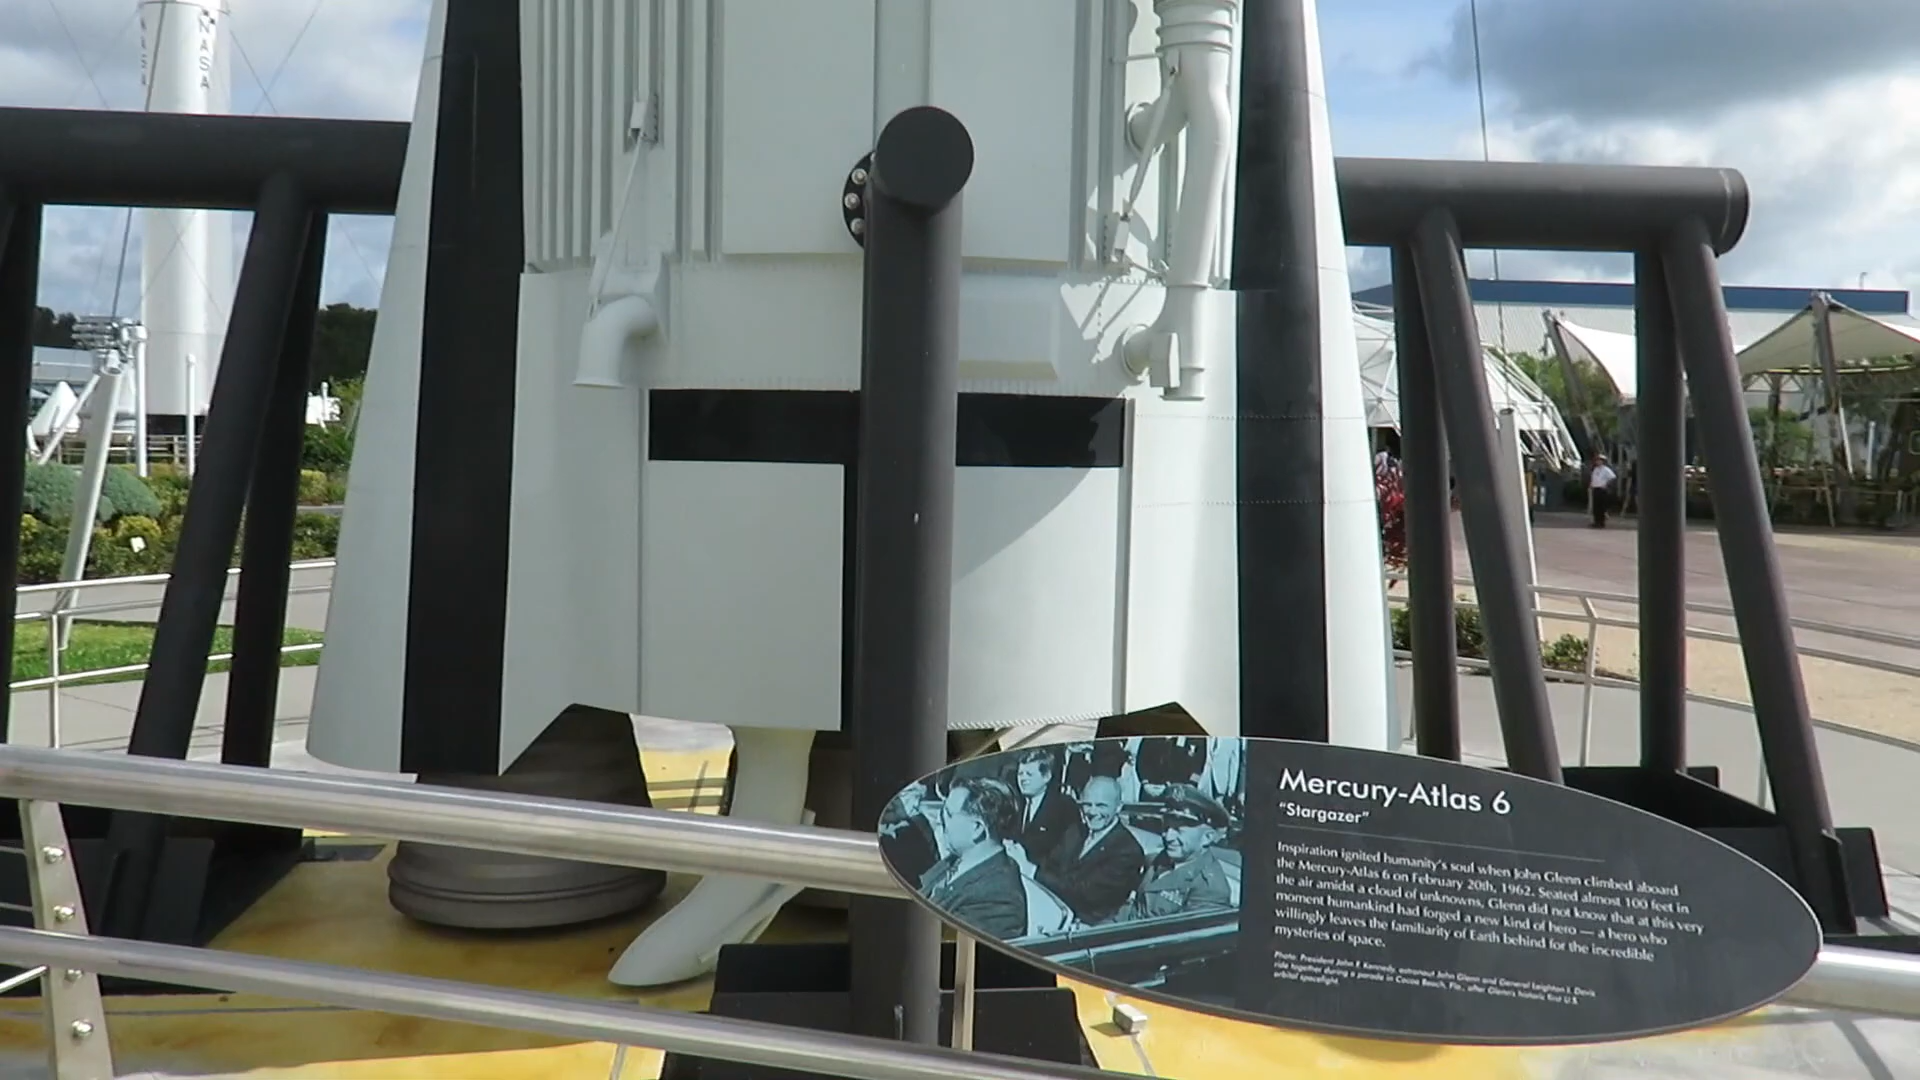 NASA
NASA
Mercury-Atlas 6
"Stargazer"
Inspiration ignited humanity's soul when John Glenn climbed aboard
the Mercury-Atlas 6 on February 20th, 1962. Seated almost 100 feet in
the air amidst a cloud of unknowns, Glenn did not know that at this very
moment humankind had forged a new kind of hero — a hero who
willingly leaves the familiarity of Earth behind for the incredible
mysteries of space.
Photo: President John F. Kennedy, astronaut John Glenn and General Leighton I. Davis
ride together during a parade in Cocoa Beach, Fla., after Glenn's historic first U.S.
orbital spaceflight.